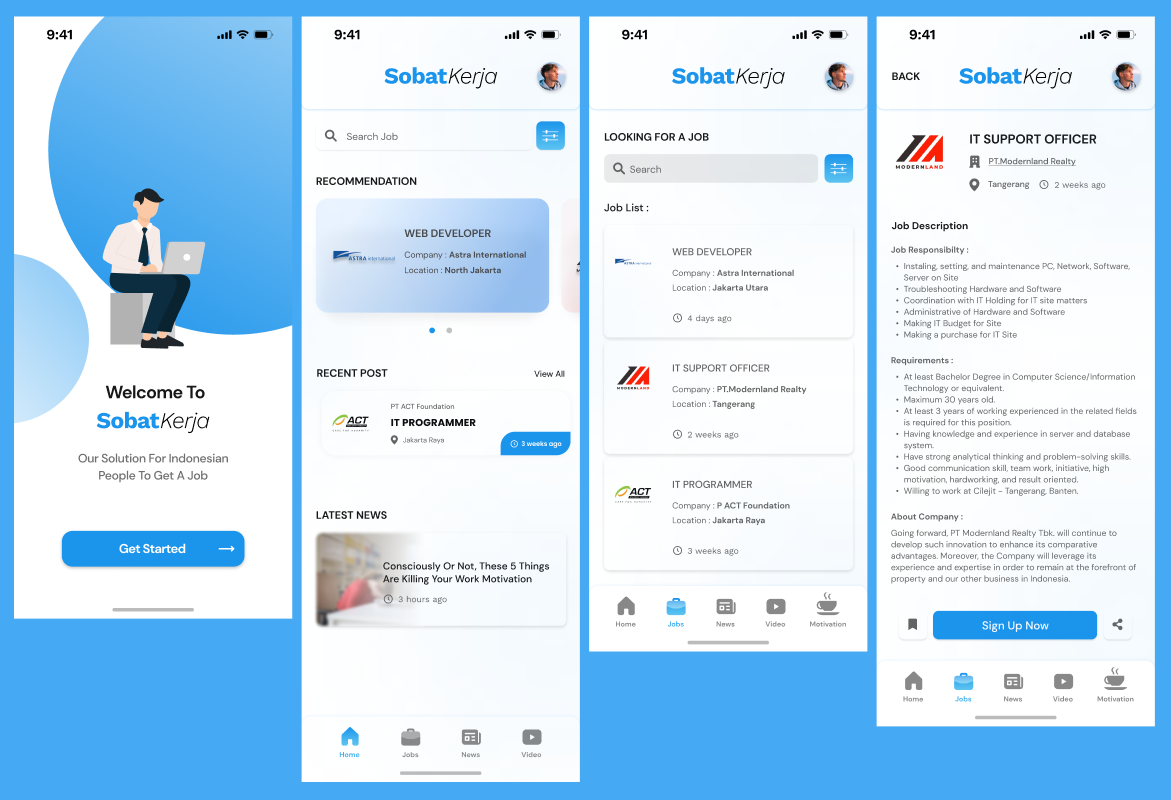 9:41
Welcome To
SobatKerja
Our Solution For Indonesian
People To Get A Job
Get Started
9:41
SobatKerja
Search Job
RECOMMENDATION
WEB DEVELOPER
ASTRA international
Company : Astra International
Location : North Jakarta
RECENT POST
View All
PT ACT Foundation
ACT
IT PROGRAMMER
Jakarta Raya
3 weeks ago
LATEST NEWS
Consciously Or Not, These 5 Things
Are Killing Your Work Motivation
3 hours ago
Home
Jobs
News
Video
9:41
SobatKerja
LOOKING FOR A JOB
Search
Job List :
WEB DEVELOPER
ASTRA international
Company : Astra International
Location : Jakarta Utara
4 days ago
IT SUPPORT OFFICER
MODERNLAND
Company : PT.Modernland Realty
Location : Tangerang
2 weeks ago
IT PROGRAMMER
ACT
Company : P ACT Foundation
Location : Jakarta Raya
3 weeks ago
Home
Jobs
News
Video
Motivation
9:41
BACK
SobatKerja
MODERNLAND
IT SUPPORT OFFICER
PT.Modernland Realty
Tangerang
2 weeks ago
Job Description
Job Responsibilty :
• Instaling, setting, and maintenance PC, Network, Software,
Server on Site
• Troubleshooting Hardware and Software
• Coordination with IT Holding for IT site matters
• Administrative of Hardware and Software
• Making IT Budget for Site
• Making a purchase for IT Site
Requirements :
• At least Bachelor Degree in Computer Science/Information
Technology or equivalent.
• Maximum 30 years old.
• At least 3 years of working experienced in the related fields
is required for this position.
• Having knowledge and experience in server and database
system.
• Have strong analytical thinking and problem-solving skills.
• Good communication skill, team work, initiative, high
motivation, hardworking, and result oriented.
• Willing to work at Cilejit - Tangerang, Banten.
About Company :
Going forward, PT Modernland Realty Tbk. will continue to
develop such innovation to enhance its comparative
advantages. Moreover, the Company will leverage its
experience and expertise in order to remain at the forefront of
property and our other business in Indonesia.
Sign Up Now
Home
Jobs
News
Video
Motivation